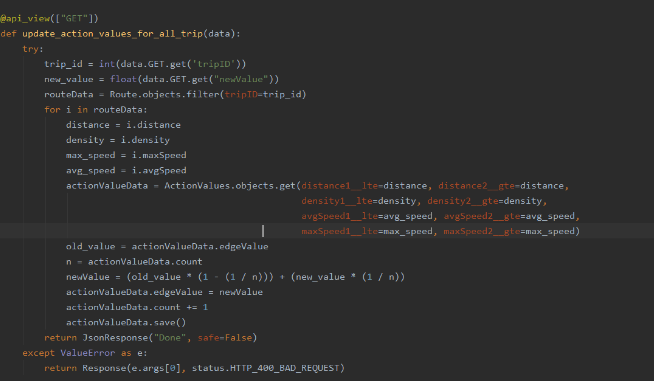 @api_view(["GET"])
def update_action_values_for_all_trip(data):
    try:
        trip_id = int(data.GET.get('tripID'))
        new_value = float(data.GET.get("newValue"))
        routeData = Route.objects.filter(tripID=trip_id)
        for i in routeData:
            distance = i.distance
            density = i.density
            max_speed = i.maxSpeed
            avg_speed = i.avgSpeed
            actionValueData = ActionValues.objects.get(distance1__lte=distance, distance2__gte=distance,
                                                       density1__lte=density, density2__gte=density,
                                                       avgSpeed1__lte=avg_speed, avgSpeed2__gte=avg_speed,
                                                       maxSpeed1__lte=max_speed, maxSpeed2__gte=max_speed)
            old_value = actionValueData.edgeValue
            n = actionValueData.count
            newValue = (old_value * (1 - (1 / n))) + (new_value * (1 / n))
            actionValueData.edgeValue = newValue
            actionValueData.count += 1
            actionValueData.save()
        return JsonResponse("Done", safe=False)
    except ValueError as e:
        return Response(e.args[0], status.HTTP_400_BAD_REQUEST)